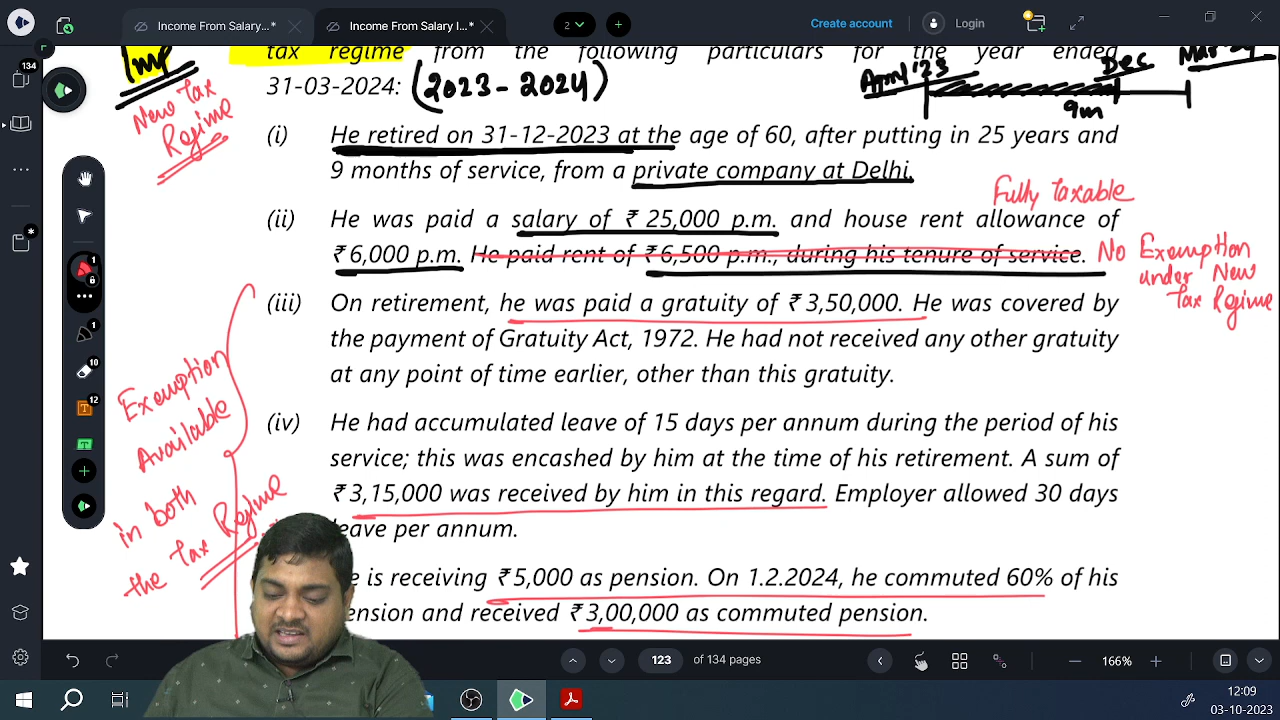 Income From Salary I...*
Income From Salary I...*
2
Create account
Login
134
Imp
New Tax
Regime
tax regime from the following particulars for the year ended
31-03-2024: (2023-2024)
April '23
Dec
Mar'24
9m
(i) He retired on 31-12-2023 at the age of 60, after putting in 25 years and
9 months of service, from a private company at Delhi.
Fully taxable
(ii) He was paid a salary of ₹ 25,000 p.m. and house rent allowance of
₹6,000 p.m. He paid rent of ₹6,500 p.m., during his tenure of service.
No Exemption
under New
Tax Regime
(iii) On retirement, he was paid a gratuity of ₹3,50,000. He was covered by
the payment of Gratuity Act, 1972. He had not received any other gratuity
at any point of time earlier, other than this gratuity.
Exemption
Available
in both
the Tax Regime
(iv) He had accumulated leave of 15 days per annum during the period of his
service; this was encashed by him at the time of his retirement. A sum of
₹3,15,000 was received by him in this regard. Employer allowed 30 days
leave per annum.
e is receiving ₹5,000 as pension. On 1.2.2024, he commuted 60% of his
ension and received ₹3,00,000 as commuted pension.
1
1
10
12
123 of 134 pages
166%
12:09
03-10-2023